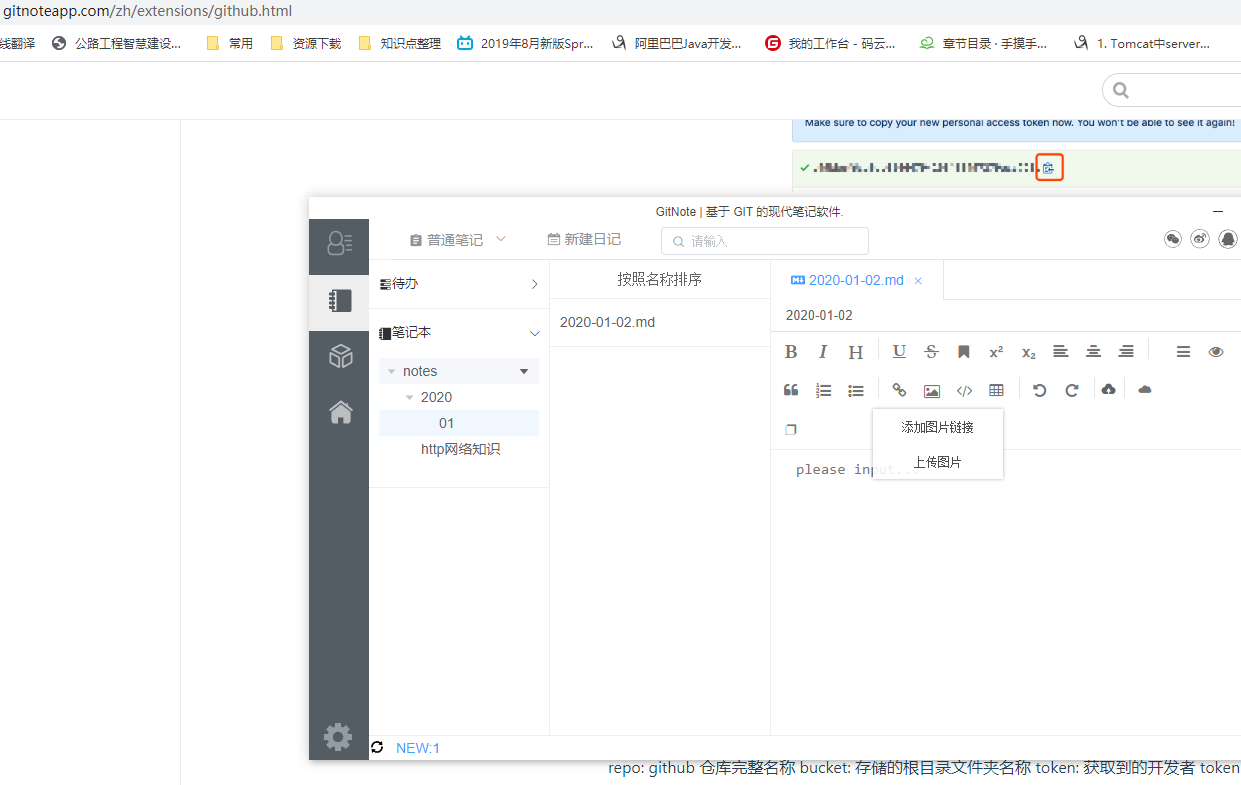 gitnoteapp.com/zh/extensions/github.html
线翻译 公路工程智慧建设... 常用 资源下载 知识点整理 2019年8月新版Spr... 阿里巴巴Java开发... 我的工作台 - 码云... 章节目录 · 手摸手... 1. Tomcat中server...
Make sure to copy your new personal access token now. You won't be able to see it again!
GitNote | 基于 GIT 的现代笔记软件.
普通笔记 新建日记 请输入
待办
按照名称排序
2020-01-02.md ×
笔记本
2020-01-02.md
2020-01-02
notes
2020
01
http网络知识
B I H U S x² x₂
添加图片链接
上传图片
please input...
NEW:1
repo: github 仓库完整名称 bucket: 存储的根目录文件夹名称 token: 获取到的开发者 token